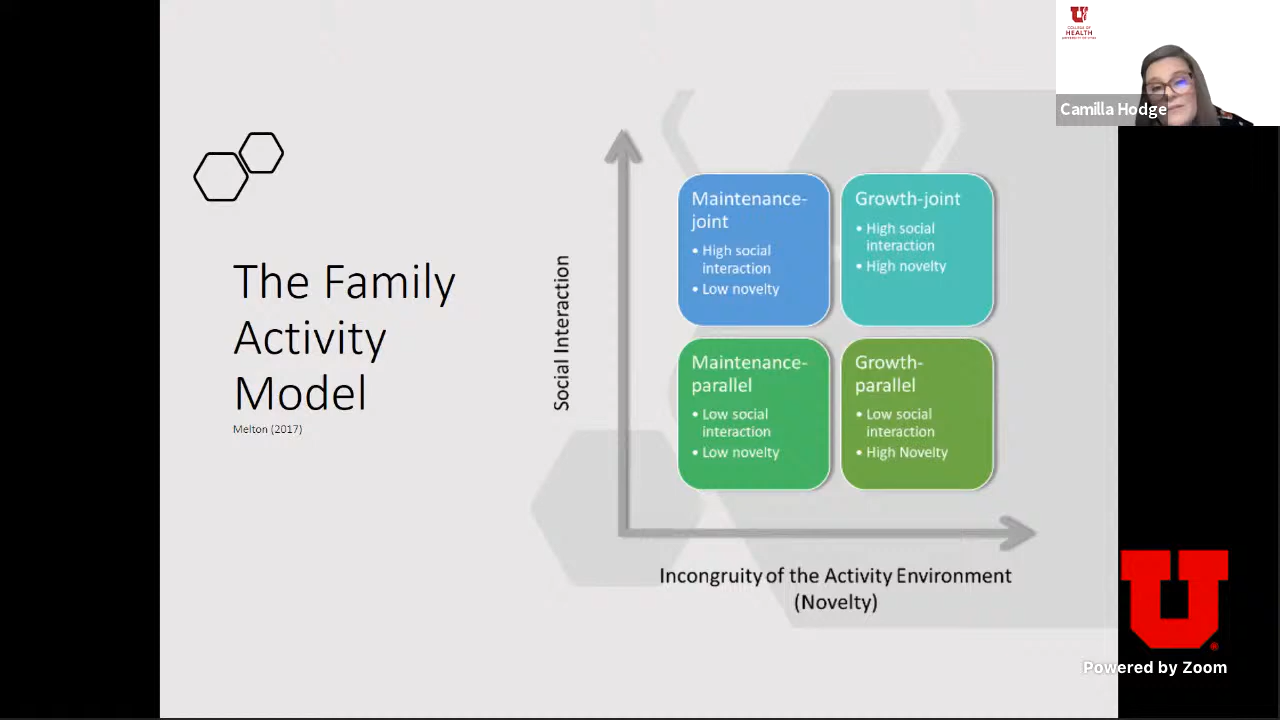 The Family
Activity
Model
Melton (2017)
Social Interaction
Maintenance-
joint
• High social
interaction
• Low novelty
Growth-joint
• High social
interaction
• High novelty
Maintenance-
parallel
• Low social
interaction
• Low novelty
Growth-
parallel
• Low social
interaction
• High Novelty
Incongruity of the Activity Environment
(Novelty)
U
HEALTH
Camilla Hodge
U
Powered by Zoom